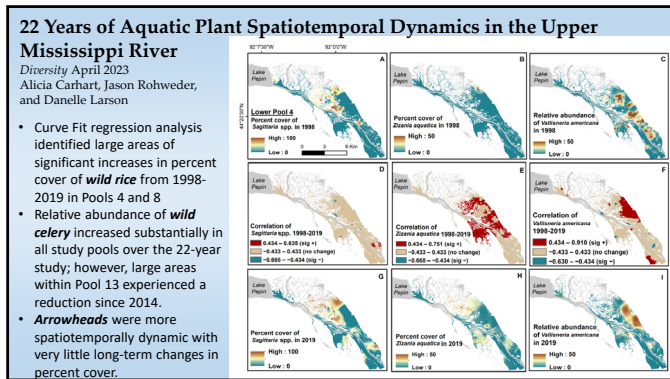 22 Years of Aquatic Plant Spatiotemporal Dynamics in the Upper
Mississippi River
Diversity April 2023
Alicia Carhart, Jason Rohweder,
and Danelle Larson
• Curve Fit regression analysis
identified large areas of
significant increases in percent
cover of wild rice from 1998-
2019 in Pools 4 and 8
• Relative abundance of wild
celery increased substantially in
all study pools over the 22-year
study; however, large areas
within Pool 13 experienced a
reduction since 2014.
• Arrowheads were more
spatiotemporally dynamic with
very little long-term changes in
percent cover.
92°7'30"W
92°0'0"W
44°22'30"N
Lake
Pepin
A
Lower Pool 4
Percent cover of
Sagittaria spp. in 1998
High : 100
Low : 0
0 3 6 Km
Lake
Pepin
B
Percent cover of
Zizania aquatica in 1998
High : 50
Low : 0
Lake
Pepin
C
Relative abundance
of Vallisneria americana
in 1998
High : 50
Low : 0
Lake
Pepin
D
Correlation of
Sagittaria spp. 1998-2019
0.434 – 0.635 (sig +)
−0.433 – 0.433 (no change)
−0.665 – −0.434 (sig −)
Lake
Pepin
E
Correlation of
Zizania aquatica 1998-2019
0.434 – 0.751 (sig +)
−0.433 – 0.433 (no change)
−0.668 – −0.434 (sig −)
Lake
Pepin
F
Correlation of
Vallisneria americana
1998-2019
0.434 – 0.910 (sig +)
−0.433 – 0.433 (no change)
−0.630 – −0.434 (sig −)
Lake
Pepin
G
Percent cover of
Sagittaria spp. in 2019
High : 100
Low : 0
Lake
Pepin
H
Percent cover of
Zizania aquatica in 2019
High : 50
Low : 0
Lake
Pepin
I
Relative abundance
of Vallisneria americana
in 2019
High : 50
Low : 0